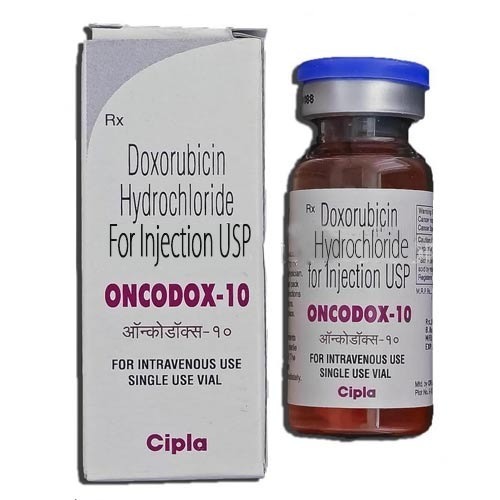 Rx
Doxorubicin
Hydrochloride
For Injection USP
ONCODOX-10
ऑन्कोडॉक्स-१०
FOR INTRAVENOUS USE
SINGLE USE VIAL
Cipla
Rx
Doxorubicin
Hydrochloride
for Injection USP
ONCODOX-10
ऑन्कोडॉक्स-१०
FOR INTRAVENOUS USE
SINGLE USE VIAL
Cipla